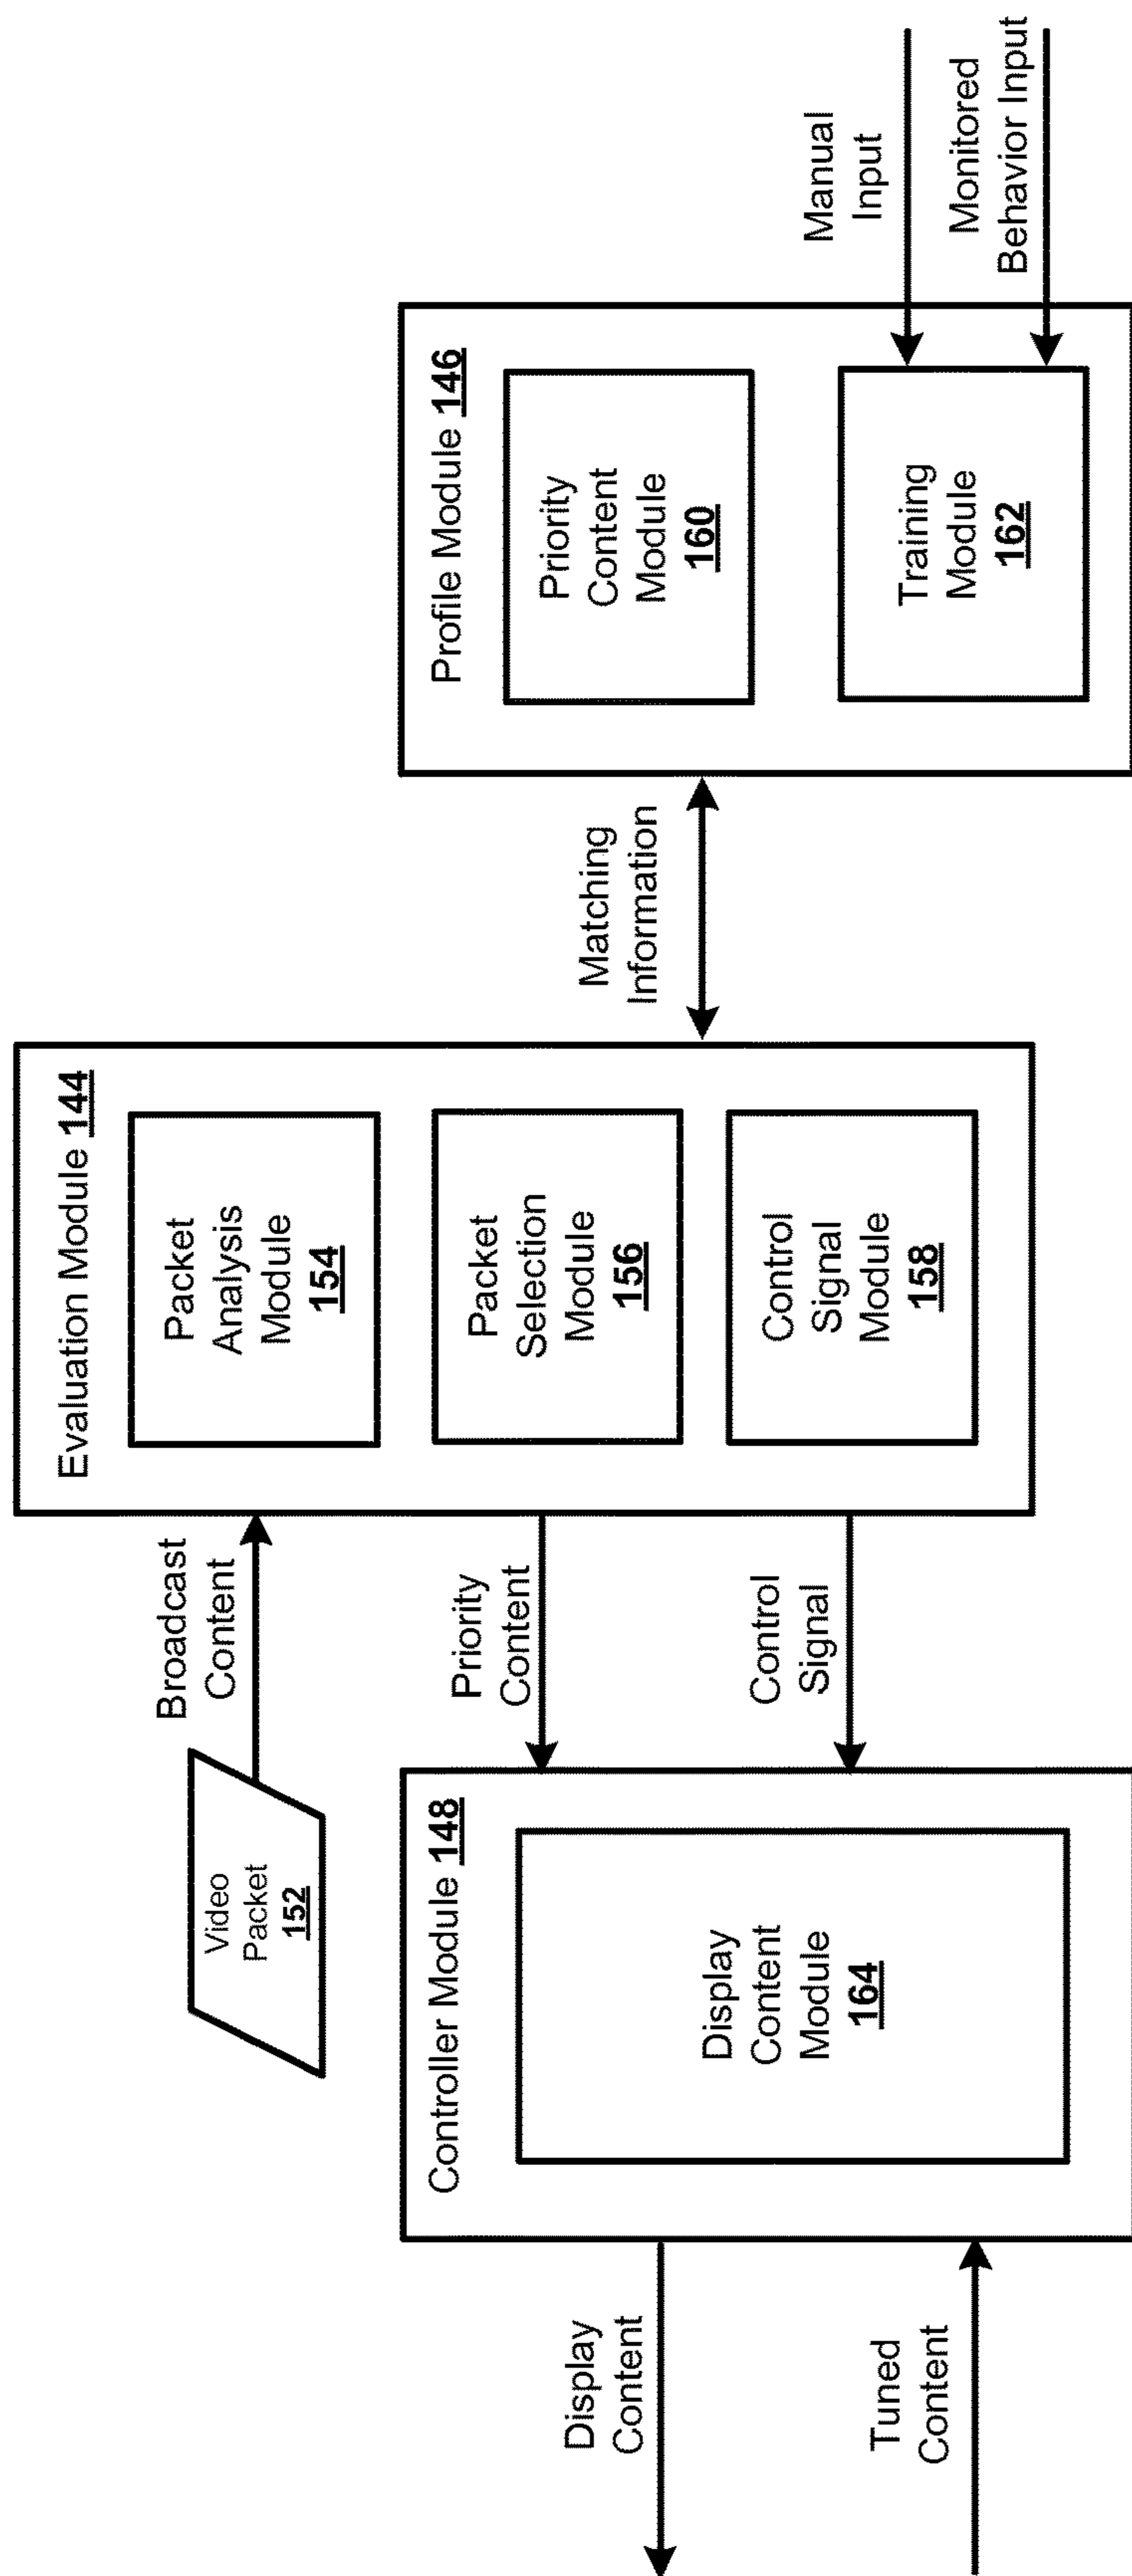 Display
Content
Tuned
Content
Controller Module 148
Display
Content
Module
164
Video
Packet
152
Broadcast
Content
Priority
Content
Control
Signal
Evaluation Module 144
Packet
Analysis
Module
154
Packet
Selection
Module
156
Control
Signal
Module
158
Matching
Information
Profile Module 146
Priority
Content
Module
160
Training
Module
162
Manual
Input
Monitored
Behavior Input